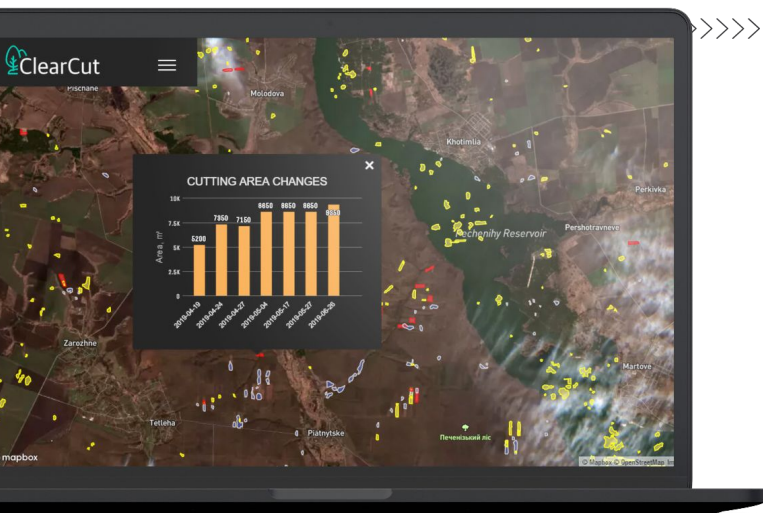 ClearCut
Pischane
Molodova
Khotimlia
Perkivka
Pershotravneve
Pechenihy Reservoir
CUTTING AREA CHANGES
Area, m²
10K
7.5K
5K
2.5K
0
5200
7350
7150
8650
8650
8650
2019-04-19
2019-04-24
2019-04-27
2019-05-04
2019-05-17
2019-05-27
2019-06-26
Zarozhne
Martove
Tetleha
Piatnytske
Печенізький ліс
mapbox
© Mapbox © OpenStreetMap